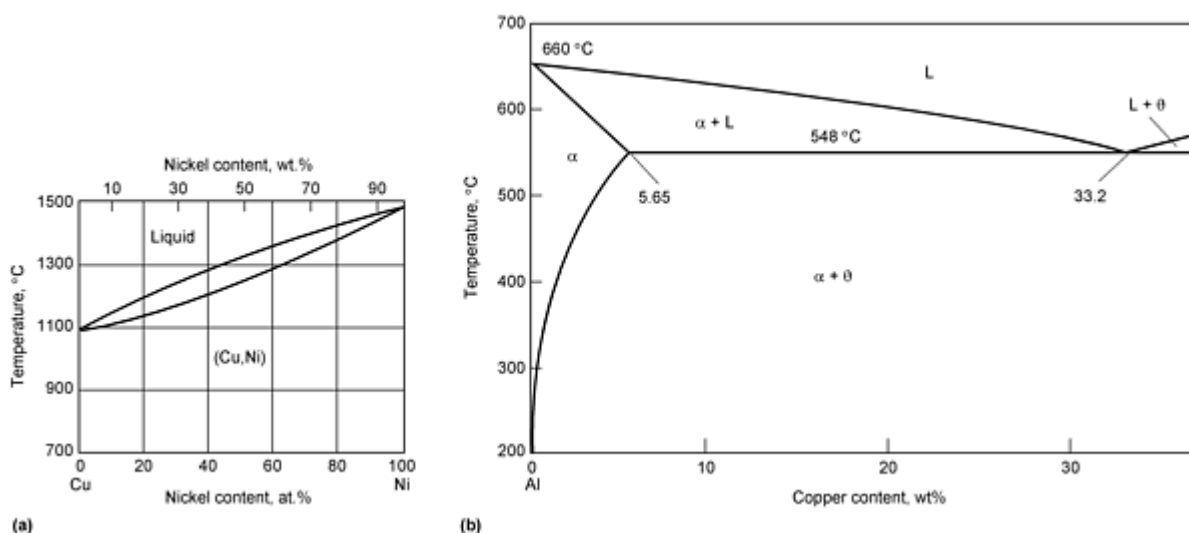 Nickel content, wt.%
10 30 50 70 90
1500
1300
1100
900
700
Temperature, °C
Liquid
(Cu,Ni)
0 20 40 60 80 100
Cu Ni
Nickel content, at.%
(a)
700
600
500
400
300
200
Temperature, °C
660 °C
L
L + θ
α + L
548 °C
α
5.65
33.2
α + θ
0 10 20 30
Al
Copper content, wt%
(b)